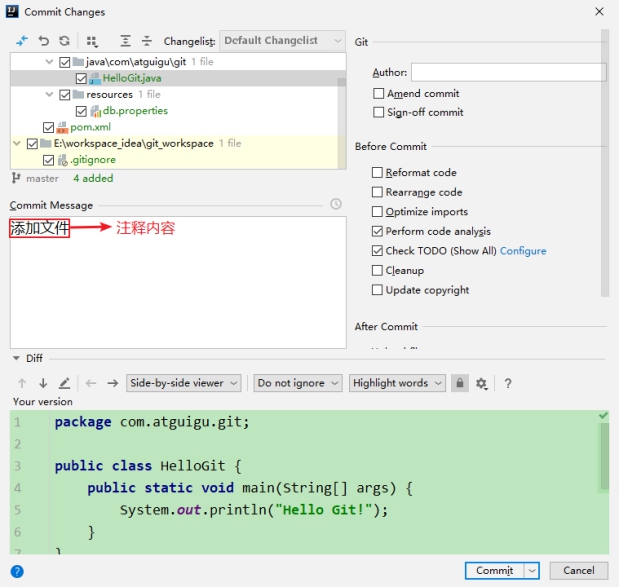 Commit Changes
Changelist: Default Changelist
java\com\atguigu\git 1 file
HelloGit.java
resources 1 file
db.properties
pom.xml
E:\workspace_idea\git_workspace 1 file
.gitignore
master 4 added
Commit Message
添加文件 注释内容
Git
Author:
Amend commit
Sign-off commit
Before Commit
Reformat code
Rearrange code
Optimize imports
Perform code analysis
Check TODO (Show All) Configure
Cleanup
Update copyright
After Commit
Diff
Side-by-side viewer Do not ignore Highlight words ?
Your version
1 package com.atguigu.git;
2
3 public class HelloGit {
4 public static void main(String[] args) {
5 System.out.println("Hello Git!");
6 }
7 }
? Commit Cancel